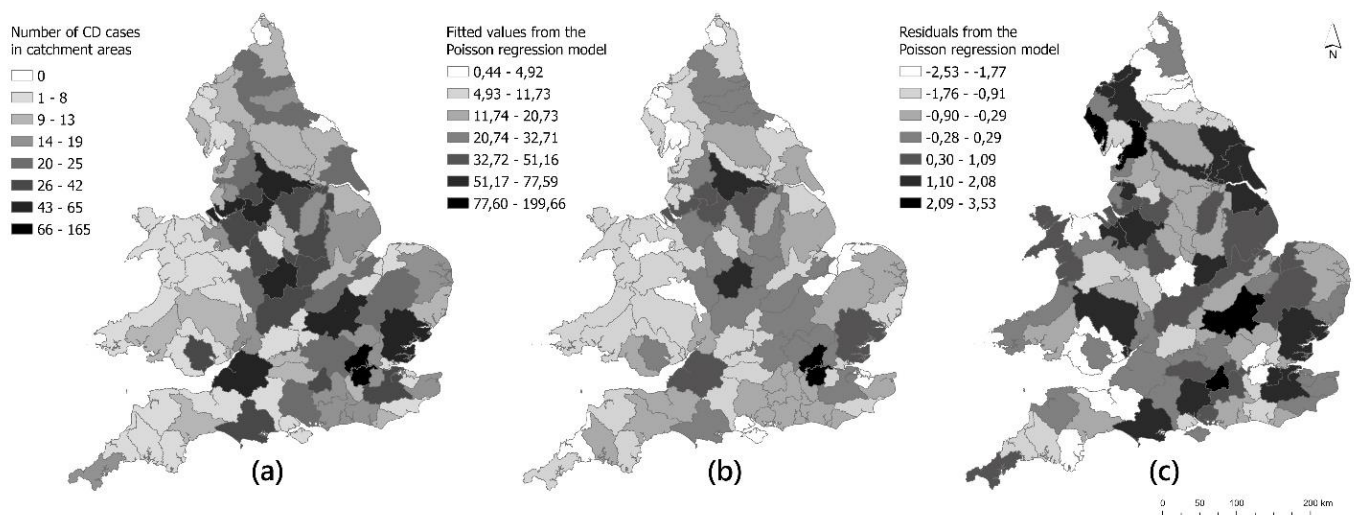 Number of CD cases
in catchment areas
0
1 - 8
9 - 13
14 - 19
20 - 25
26 - 42
43 - 65
66 - 165
(a)
Fitted values from the
Poisson regression model
0,44 - 4,92
4,93 - 11,73
11,74 - 20,73
20,74 - 32,71
32,72 - 51,16
51,17 - 77,59
77,60 - 199,66
(b)
Residuals from the
Poisson regression model
-2,53 - -1,77
-1,76 - -0,91
-0,90 - -0,29
-0,28 - 0,29
0,30 - 1,09
1,10 - 2,08
2,09 - 3,53
(c)
N
0 50 100 200 km